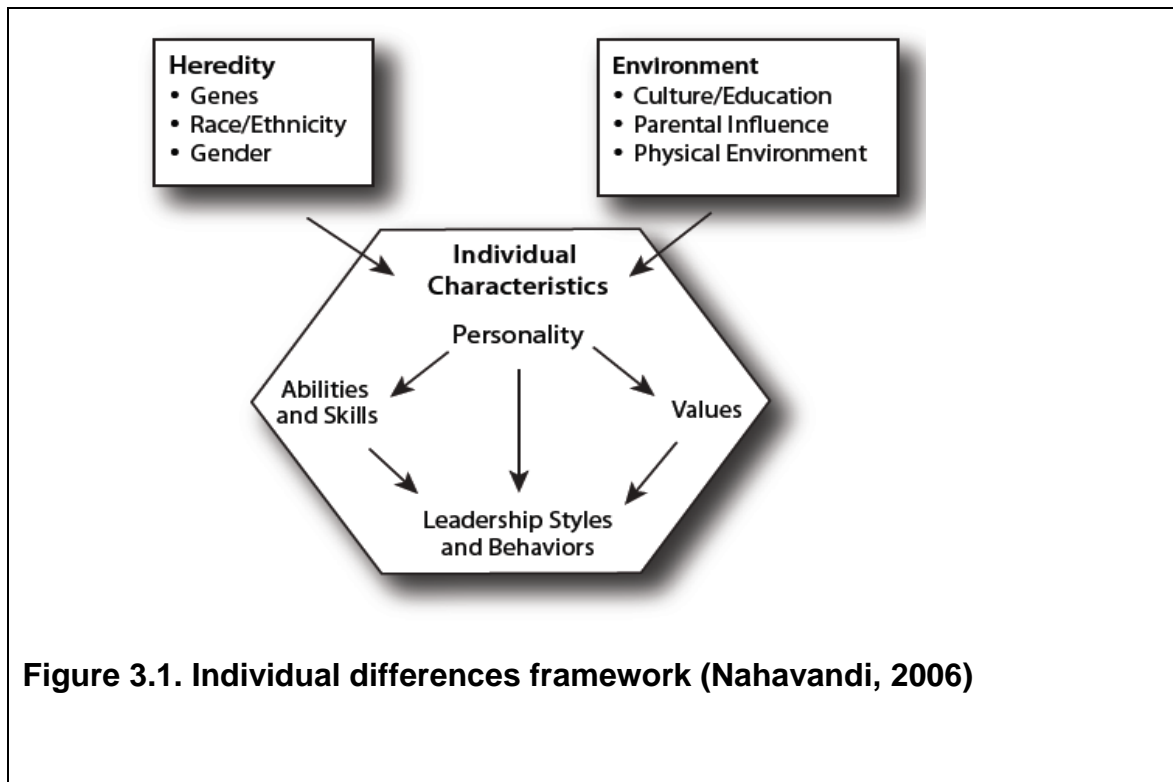 Heredity
• Genes
• Race/Ethnicity
• Gender
Environment
• Culture/Education
• Parental Influence
• Physical Environment
Individual
Characteristics
Personality
Abilities
and Skills
Values
Leadership Styles
and Behaviors
Figure 3.1. Individual differences framework (Nahavandi, 2006)